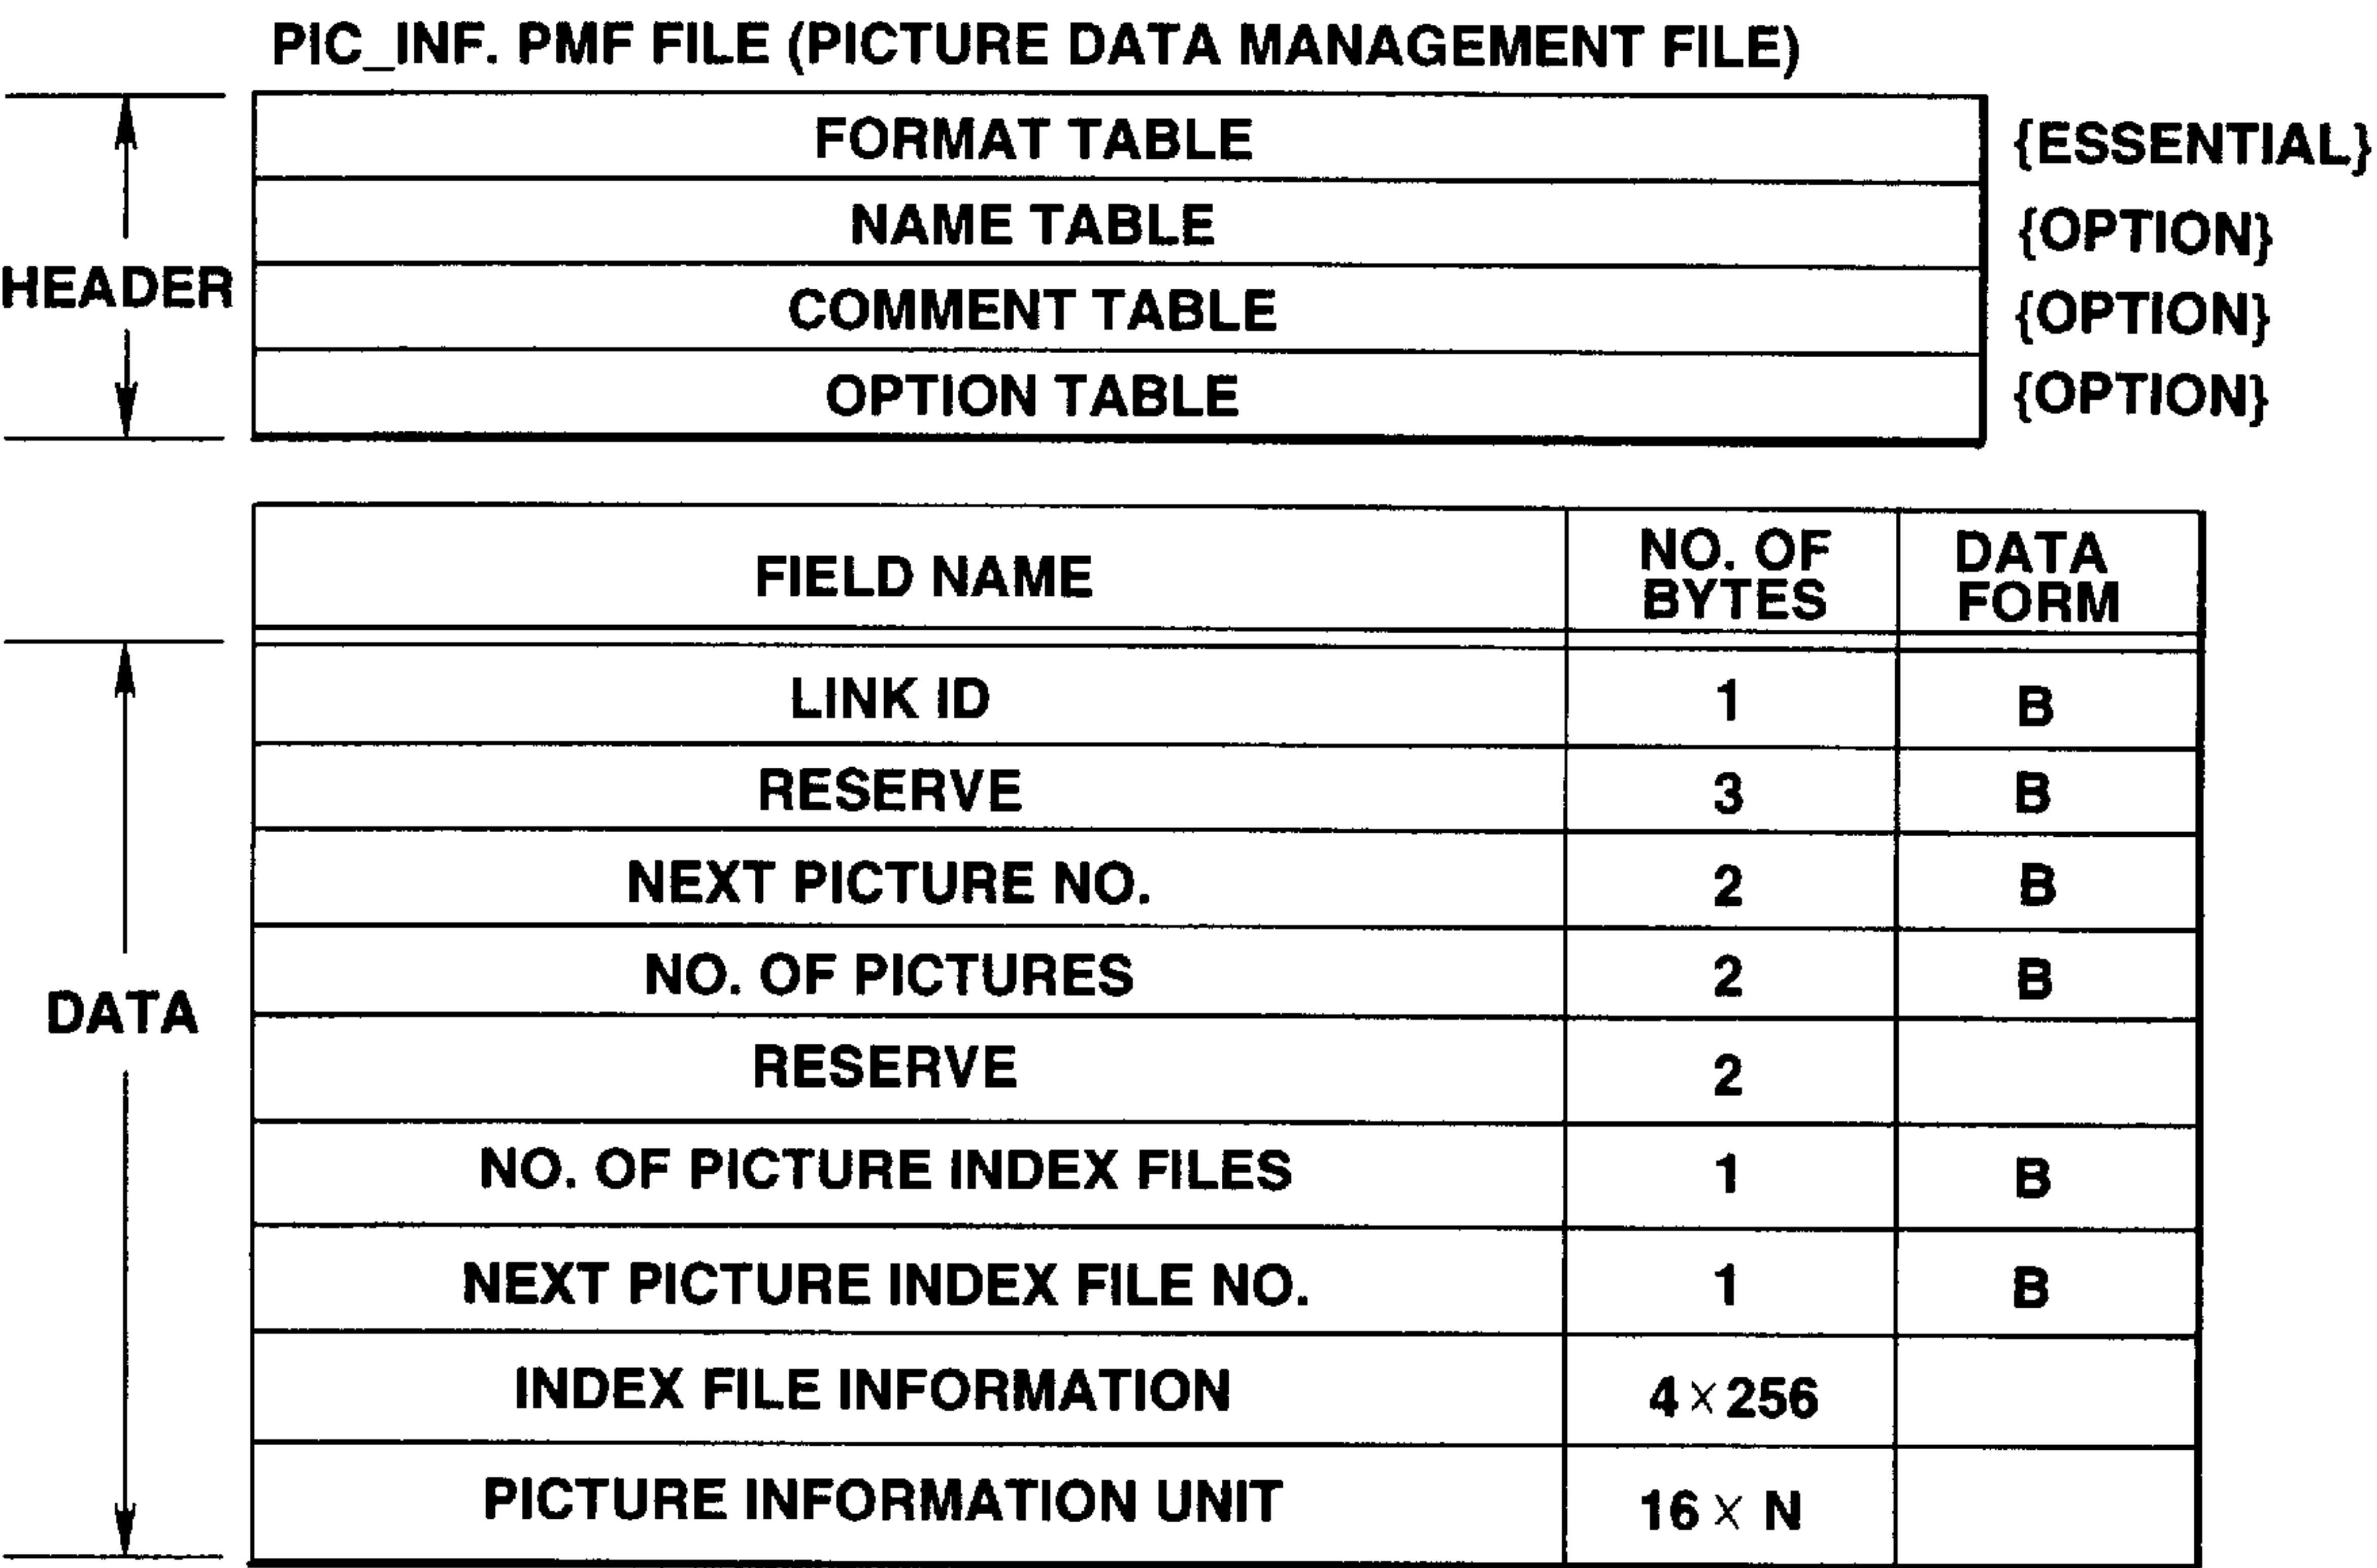 PIC_INF. PMF FILE (PICTURE DATA MANAGEMENT FILE)
FORMAT TABLE {ESSENTIAL}
NAME TABLE {OPTION}
HEADER
COMMENT TABLE {OPTION}
OPTION TABLE {OPTION}
FIELD NAME
NO. OF
BYTES
DATA
FORM
LINK ID 1 B
RESERVE 3 B
NEXT PICTURE NO. 2 B
NO. OF PICTURES 2 B
DATA
RESERVE 2
NO. OF PICTURE INDEX FILES 1 B
NEXT PICTURE INDEX FILE NO. 1 B
INDEX FILE INFORMATION 4 × 256
PICTURE INFORMATION UNIT 16 × N